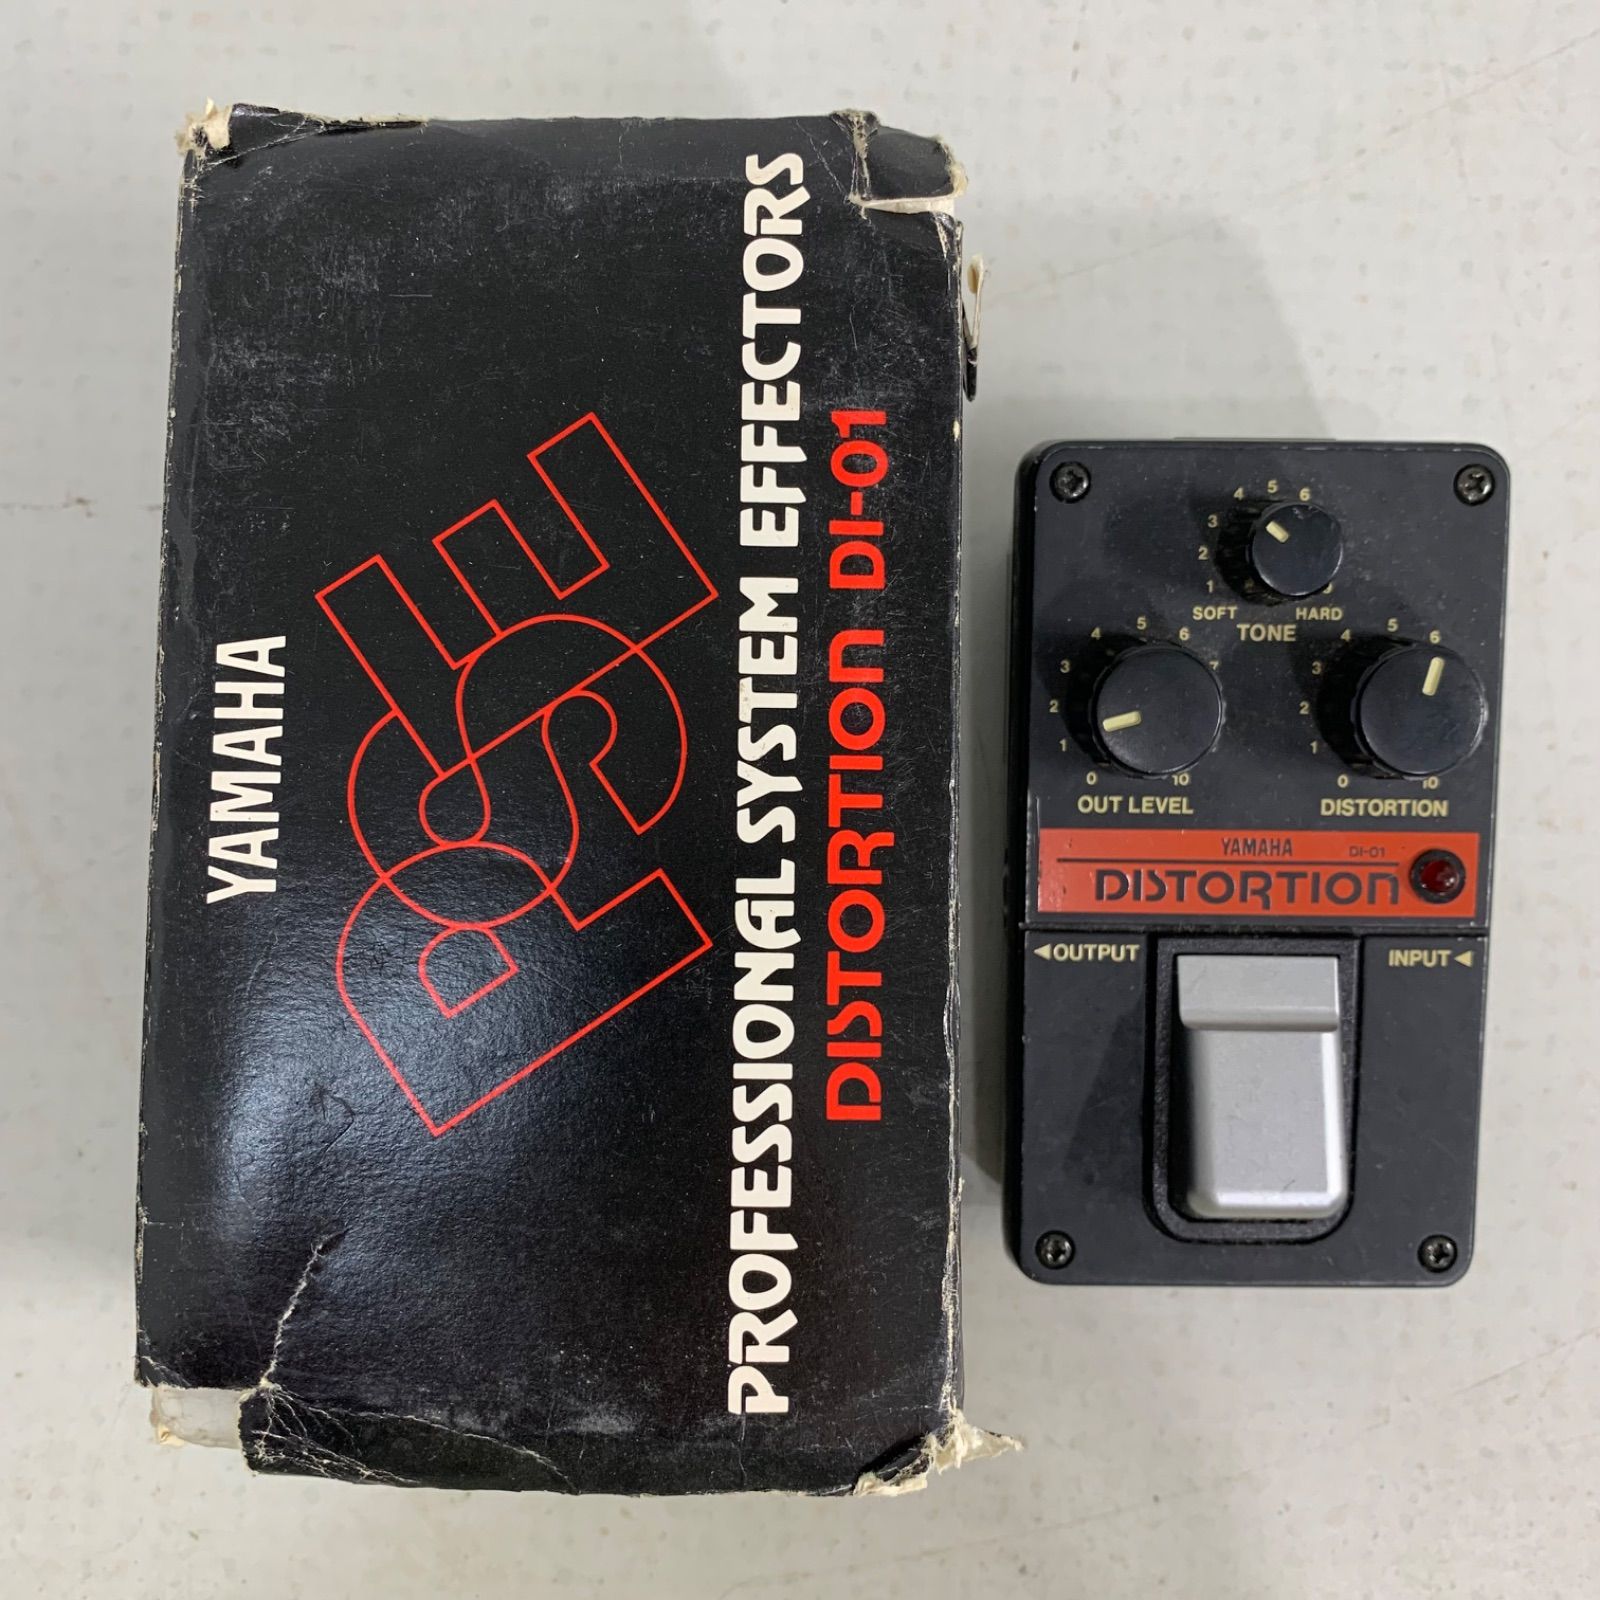 YAMAHA
PSE
PROFESSIONAL SYSTEM EFFECTORS
DISTORTION DI-01
1 2 3 4 5 6
SOFT HARD
TONE
0 1 2 3 4 5 6 7 10
OUT LEVEL
0 1 2 3 4 5 6 10
DISTORTION
YAMAHA DI-01
DISTORTION
◀OUTPUT
INPUT◀